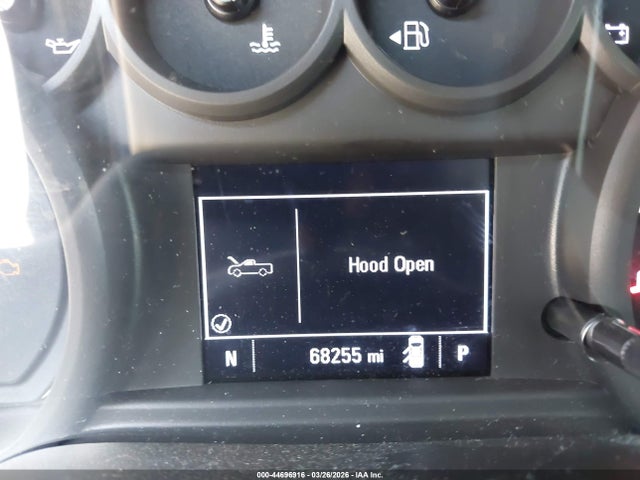 Hood Open
N 68255 mi P
000-44696916 | 03/26/2026 - IAA Inc.